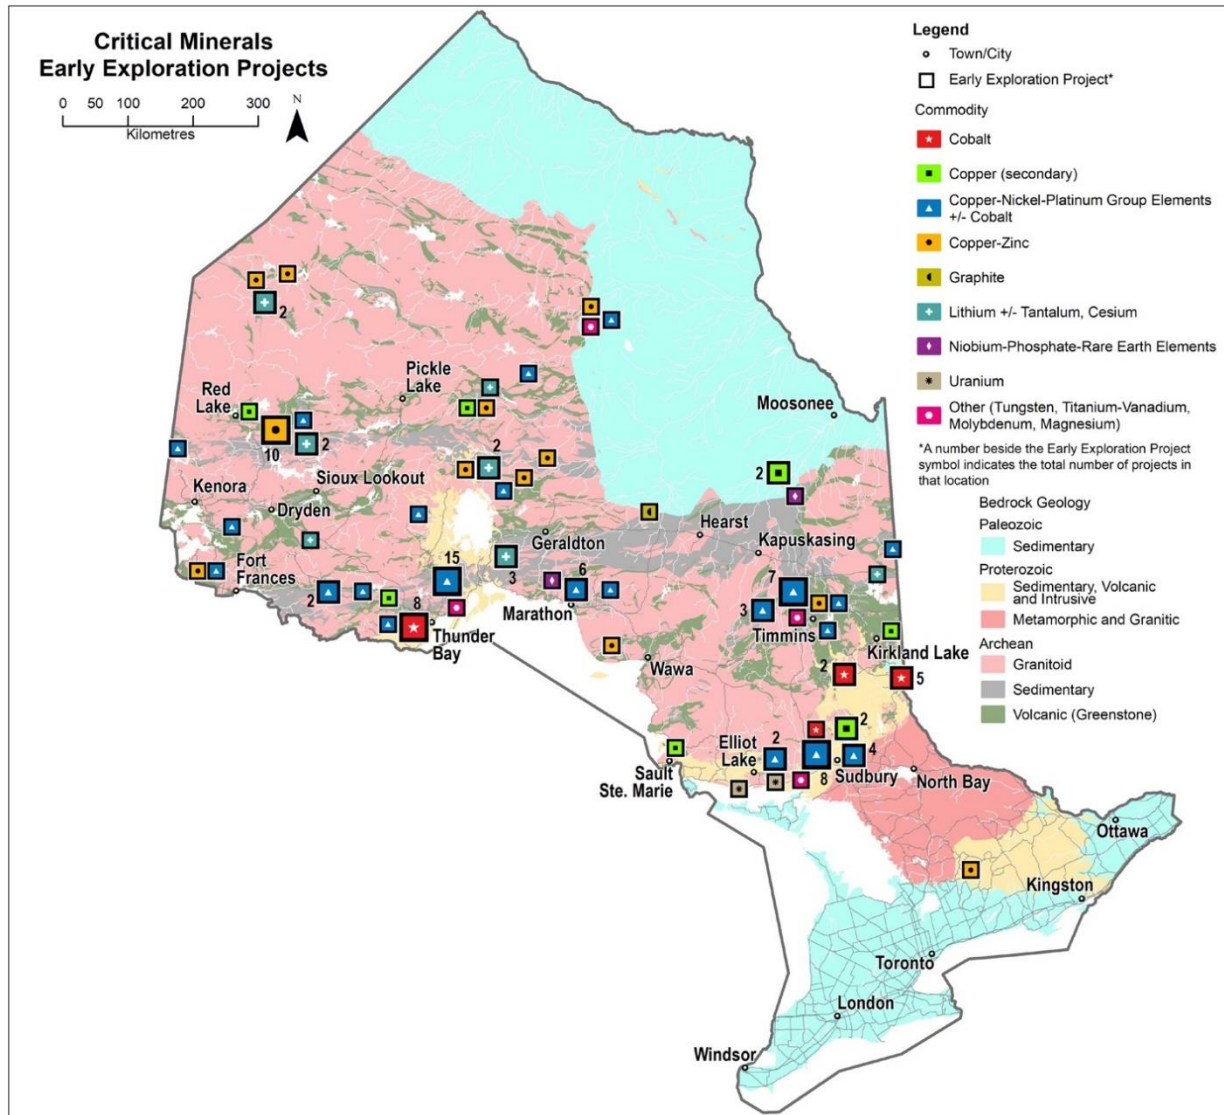 Critical Minerals
Early Exploration Projects
0 50 100 200 300
Kilometres
N
Legend
Town/City
Early Exploration Project*
Commodity
Cobalt
Copper (secondary)
Copper-Nickel-Platinum Group Elements
+/- Cobalt
Copper-Zinc
Graphite
Lithium +/- Tantalum, Cesium
Niobium-Phosphate-Rare Earth Elements
Uranium
Other (Tungsten, Titanium-Vanadium,
Molybdenum, Magnesium)
*A number beside the Early Exploration Project
symbol indicates the total number of projects in
that location
Bedrock Geology
Paleozoic
Sedimentary
Proterozoic
Sedimentary, Volcanic
and Intrusive
Metamorphic and Granitic
Archean
Granitoid
Sedimentary
Volcanic (Greenstone)
2
Pickle
Lake
Red
Lake
Moosonee
10
2
2
2
Kenora
Sioux Lookout
Dryden
Hearst
Geraldton
Kapuskasing
Fort
Frances
15
3
6
7
2
8
Marathon
3
Timmins
Thunder
Bay
Kirkland Lake
Wawa
2
5
2
2
Elliot
Lake
4
8
Sudbury
Sault
Ste. Marie
North Bay
Ottawa
Kingston
Toronto
London
Windsor